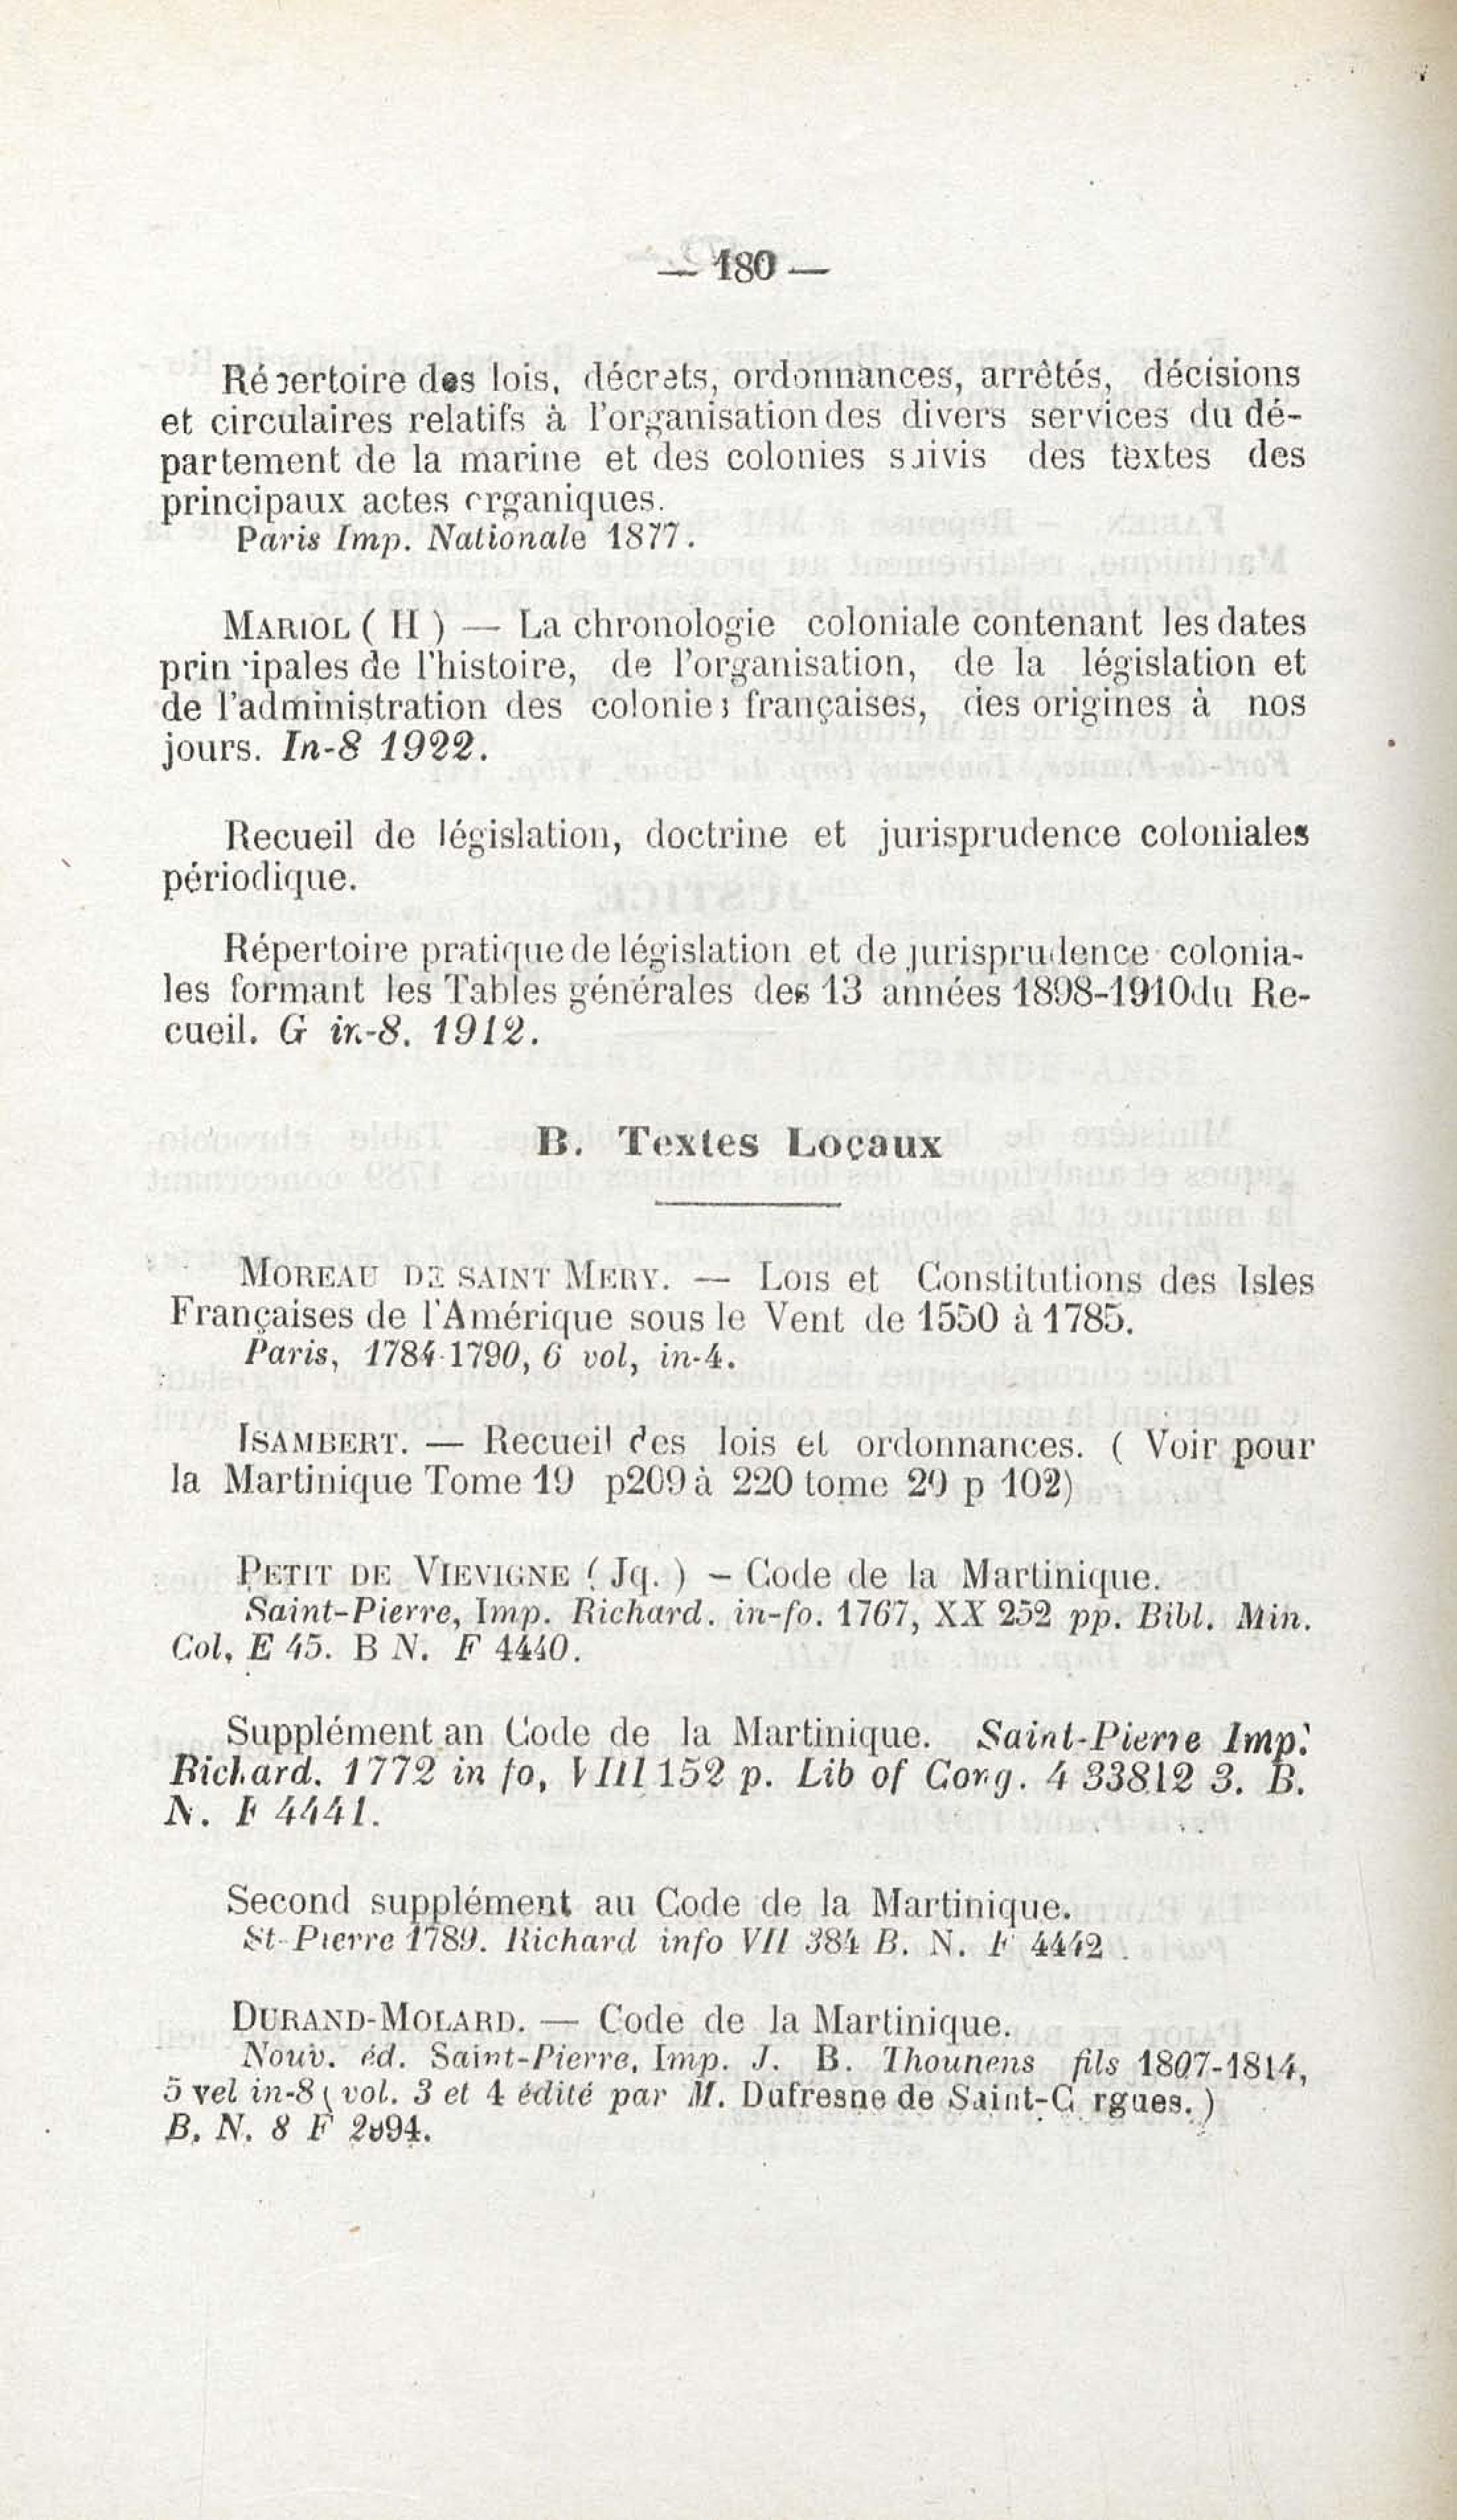 — 180 —
Répertoire des lois, décrets, ordonnances, arrêtés, décisions
et circulaires relatifs à l'organisation des divers services du dé-
partement de la marine et des colonies suivis des textes des
principaux actes organiques.
Paris Imp. Nationale 1877.
MARIOL ( H ) — La chronologie coloniale contenant les dates
principales de l'histoire, de l'organisation, de la législation et
de l'administration des colonies françaises, des origines à nos
jours. In-8 1922.
Recueil de législation, doctrine et jurisprudence coloniales
périodique.
Répertoire pratique de législation et de jurisprudence colonia-
les formant les Tables générales des 13 années 1898-1910du Re-
cueil. G in-8. 1912.
B. Textes Loçaux
MOREAU DE SAINT MERY. — Lois et Constitutions des Isles
Françaises de l'Amérique sous le Vent de 1550 à 1785.
Paris, 1784-1790, 6 vol, in-4.
ISAMBERT. — Recueil des lois et ordonnances. ( Voir pour
la Martinique Tome 19 p209 à 220 tome 20 p 102)
PETIT DE VIEVIGNE ( Jq. ) — Code de la Martinique.
Saint-Pierre, Imp. Richard. in-fo. 1767, XX 252 pp. Bibl. Min.
Col, E 45. B N. F 4440.
Supplément an Code de la Martinique. Saint-Pierre Imp.
Richard. 1772 in fo, VIII 152 p. Lib of Gong. 4 33812 3. B.
N. F 4441.
Second supplément au Code de la Martinique.
St-Pierre 1789. Richard info VII 384 B. N. F 4442 .
DURAND-MOLARD. — Code de la Martinique.
Nouv. éd. Saint-Pierre, Imp. J. B. Thounens fils 1807-1814,
5 vel in-8 ( vol. 3 et 4 édité par M. Dufresne de Saint-C rgues. )
B. N. 8 F